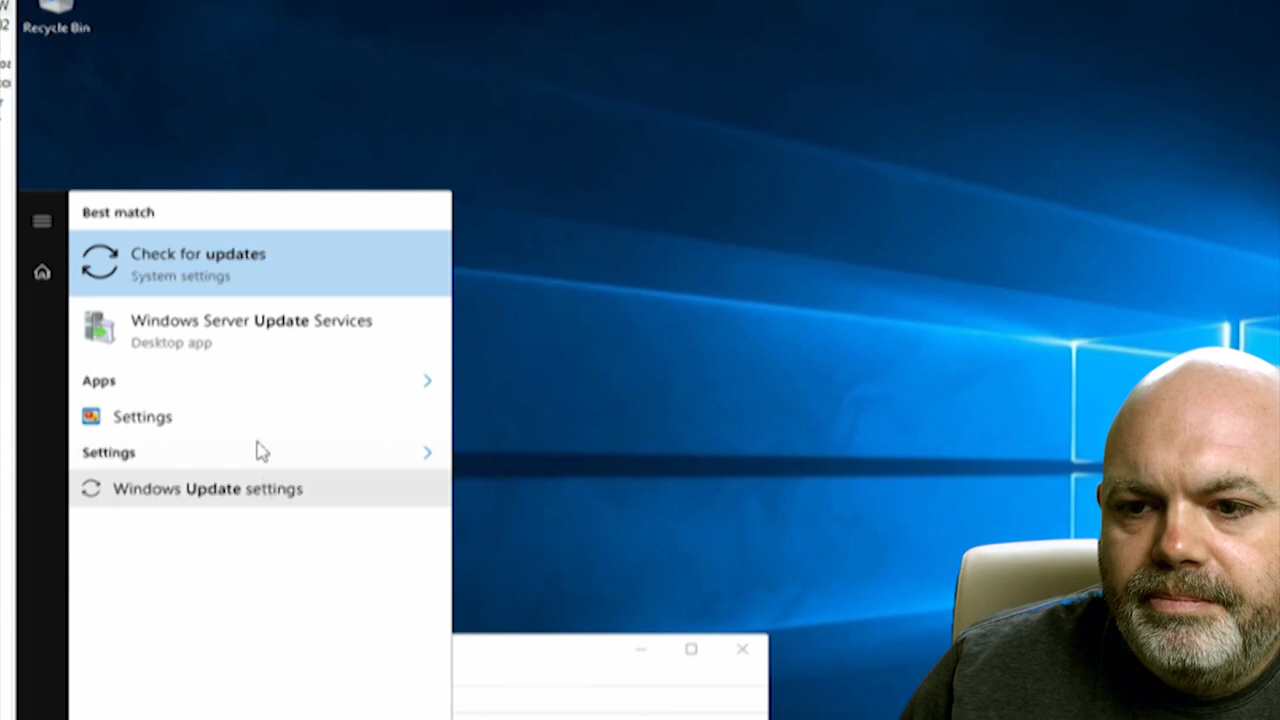 Recycle Bin
Best match
Check for updates
System settings
Windows Server Update Services
Desktop app
Apps
Settings
Settings
Windows Update settings